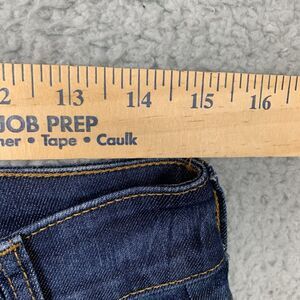 2 13 14 15 16
JOB PREP
ner • Tape • Caulk